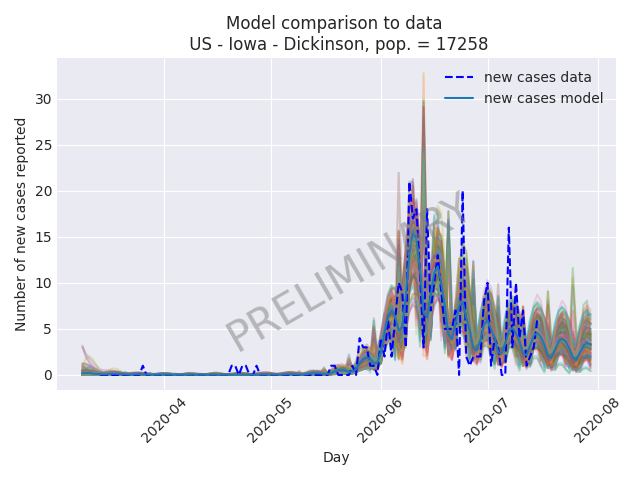 Model comparison to data
US - Iowa - Dickinson, pop. = 17258
new cases data
new cases model
Number of new cases reported
30
25
20
15
10
5
0
PRELIMINARY
2020-04
2020-05
2020-06
2020-07
2020-08
Day